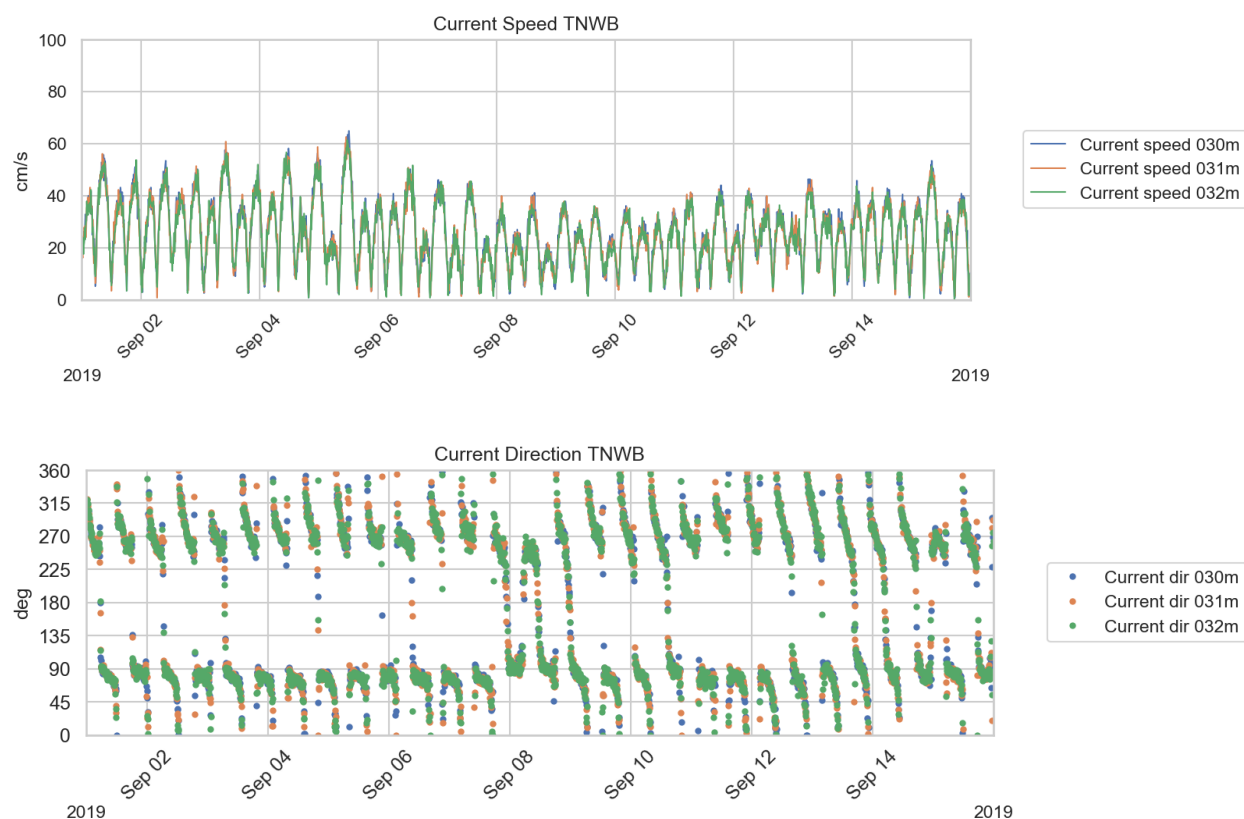 Current Speed TNWB
100
80
60
40
20
0
cm/s
Sep 02
Sep 04
Sep 06
Sep 08
Sep 10
Sep 12
Sep 14
2019
2019
Current speed 030m
Current speed 031m
Current speed 032m
Current Direction TNWB
360
315
270
225
180
135
90
45
0
deg
Sep 02
Sep 04
Sep 06
Sep 08
Sep 10
Sep 12
Sep 14
2019
2019
Current dir 030m
Current dir 031m
Current dir 032m